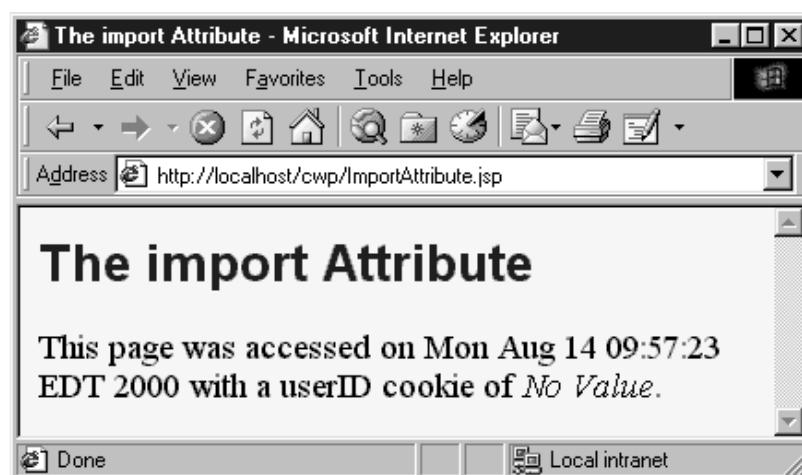 The import Attribute - Microsoft Internet Explorer
File Edit View Favorites Tools Help
Address http://localhost/cwp/ImportAttribute.jsp
The import Attribute
This page was accessed on Mon Aug 14 09:57:23
EDT 2000 with a userID cookie of No Value.
Done Local intranet